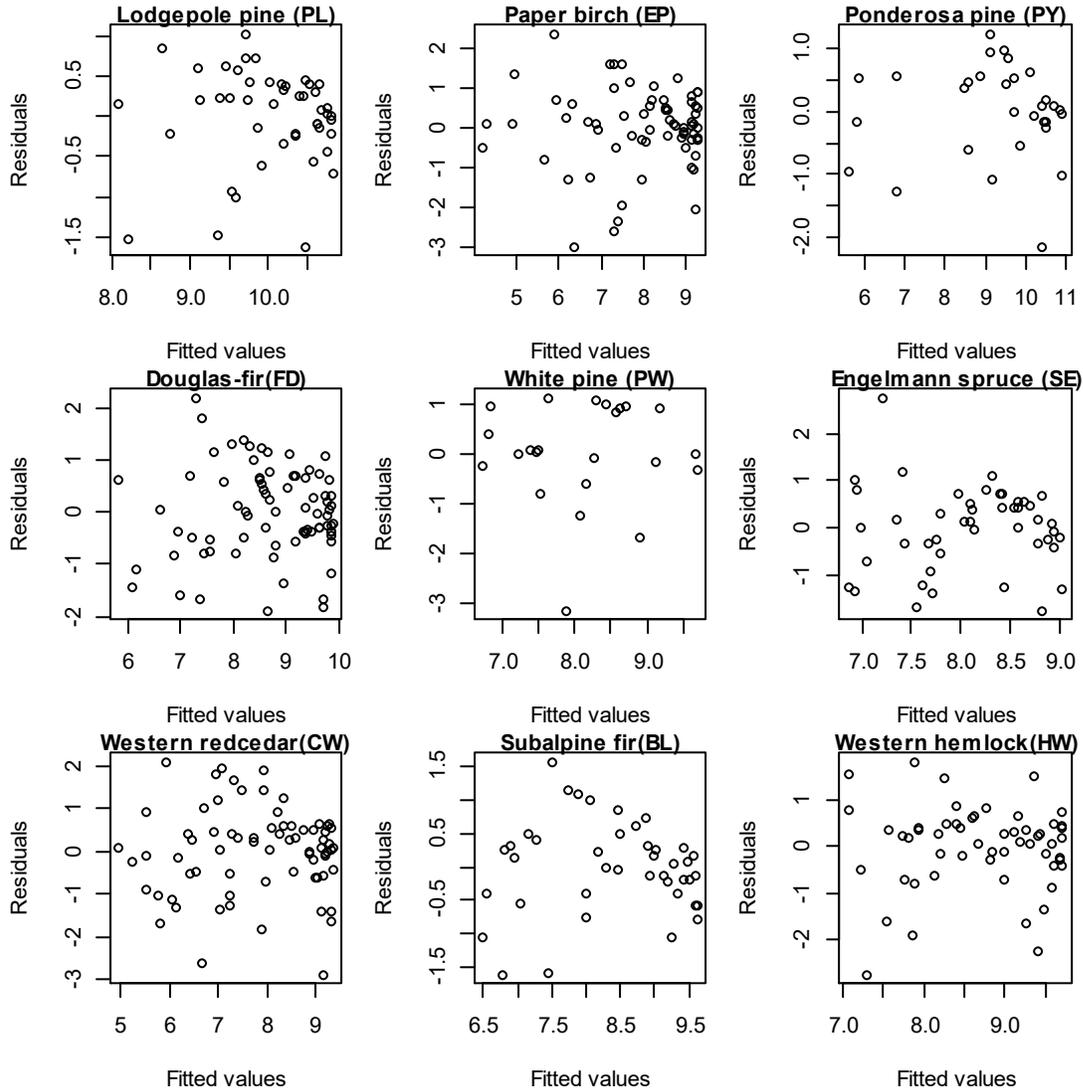 Lodgepole pine (PL)
Paper birch (EP)
Ponderosa pine (PY)
Residuals
0.5
-0.5
-1.5
8.0 9.0 10.0
Fitted values
Residuals
2
1
0
-1
-2
-3
5 6 7 8 9
Fitted values
Residuals
1.0
0.0
-1.0
-2.0
6 7 8 9 10 11
Fitted values
Douglas-fir(FD)
White pine (PW)
Engelmann spruce (SE)
Residuals
2
1
0
-1
-2
6 7 8 9 10
Fitted values
Residuals
1
0
-1
-2
-3
7.0 8.0 9.0
Fitted values
Residuals
2
1
0
-1
7.0 7.5 8.0 8.5 9.0
Fitted values
Western redcedar(CW)
Subalpine fir(BL)
Western hemlock(HW)
Residuals
2
1
0
-1
-2
-3
5 6 7 8 9
Fitted values
Residuals
1.5
0.5
-0.5
-1.5
6.5 7.5 8.5 9.5
Fitted values
Residuals
1
0
-1
-2
7.0 8.0 9.0
Fitted values